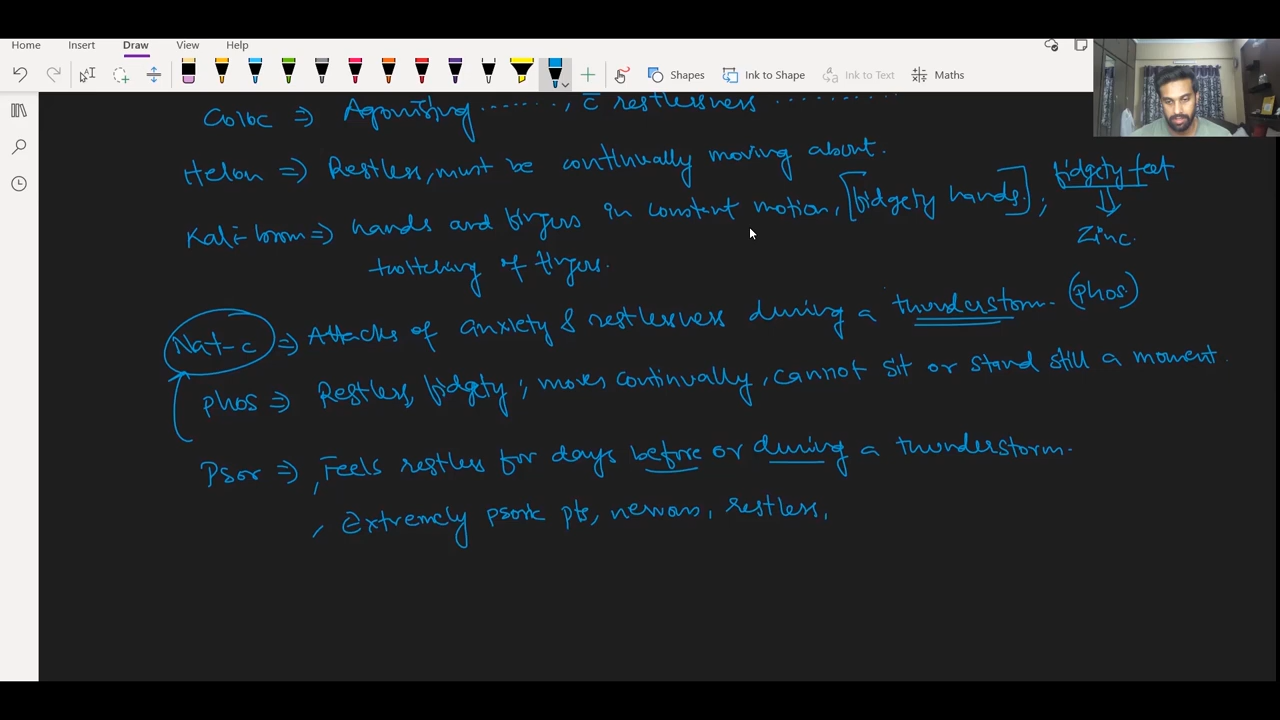 Home Insert Draw View Help
Shapes Ink to Shape Ink to Text Maths
Coloc ⇒ Agonising ......., c̄ restlessness ..........
Helon ⇒ Restless, must be continually moving about.
Kali-brom ⇒ hands and fingers in constant motion, [fidgety hands]; fidgety feet
⇓
Zinc.
twitching of fingers.
Nat-c ⇒ Attacks of anxiety & restlessness during a thunderstorm. (Phos.)
Phos ⇒ Restless, fidgety; moves continually, cannot sit or stand still a moment.
Psor ⇒ , Feels restless for days before or during a thunderstorm.
, Extremely psoric pts, nervous, restless,